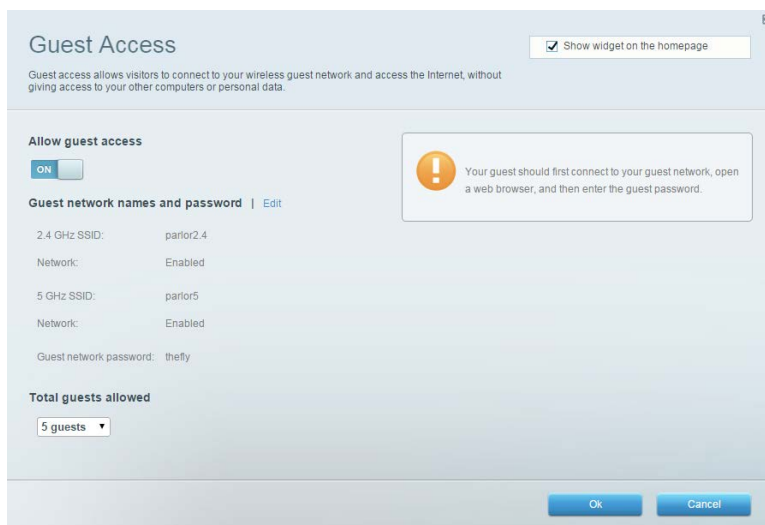 Guest Access
Show widget on the homepage
Guest access allows visitors to connect to your wireless guest network and access the Internet, without
giving access to your other computers or personal data.
Allow guest access
ON
Your guest should first connect to your guest network, open
a web browser, and then enter the guest password.
Guest network names and password | Edit
2.4 GHz SSID: parlor2.4
Network: Enabled
5 GHz SSID: parlor5
Network: Enabled
Guest network password: thefly
Total guests allowed
5 guests
Ok Cancel